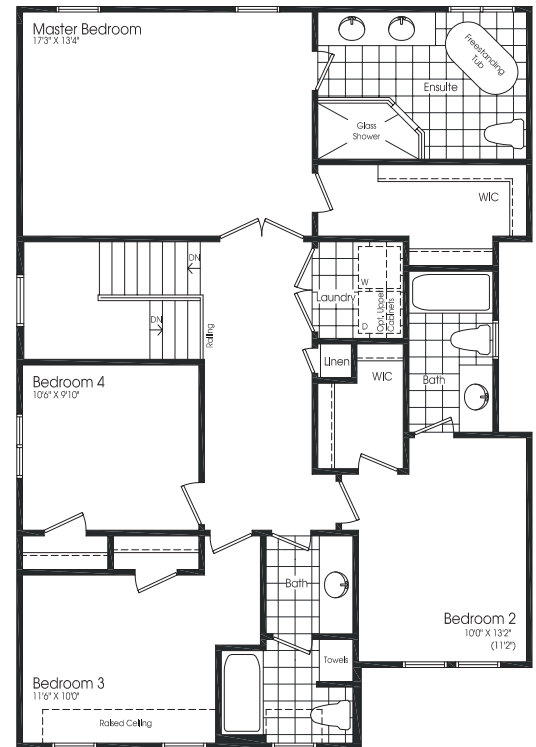 Master Bedroom
17'3" X 13'4"
Freestanding
Tub
Ensuite
Glass
Shower
WIC
DN
W
Laundry
Opt. Upper
Cabinets
D
DN
Railing
Linen
WIC
Bath
Bedroom 4
10'6" X 9'10"
Bath
Bedroom 2
10'0" X 13'2"
(11'2")
Towels
Bedroom 3
11'6" X 10'0"
Raised Ceiling